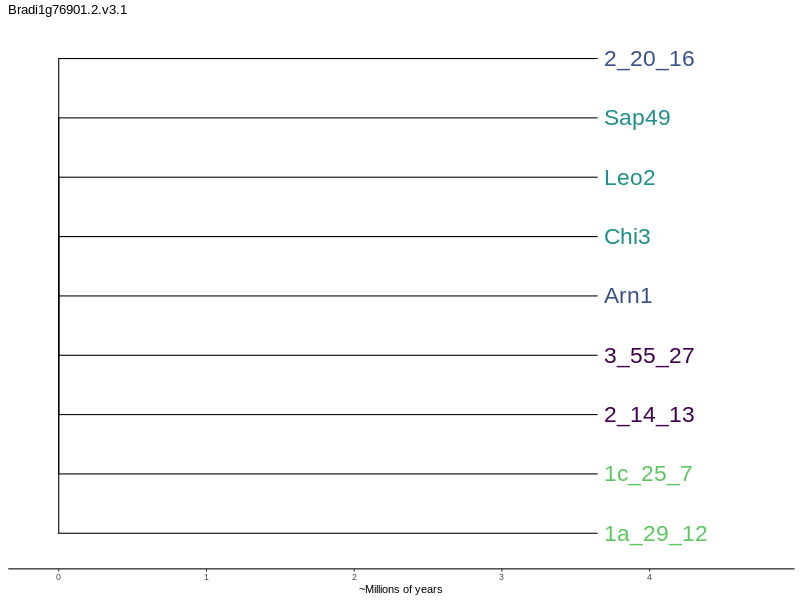 Bradi1g76901.2.v3.1
2_20_16
Sap49
Leo2
Chi3
Arn1
3_55_27
2_14_13
1c_25_7
1a_29_12
0 1 2 3 4
~Millions of years